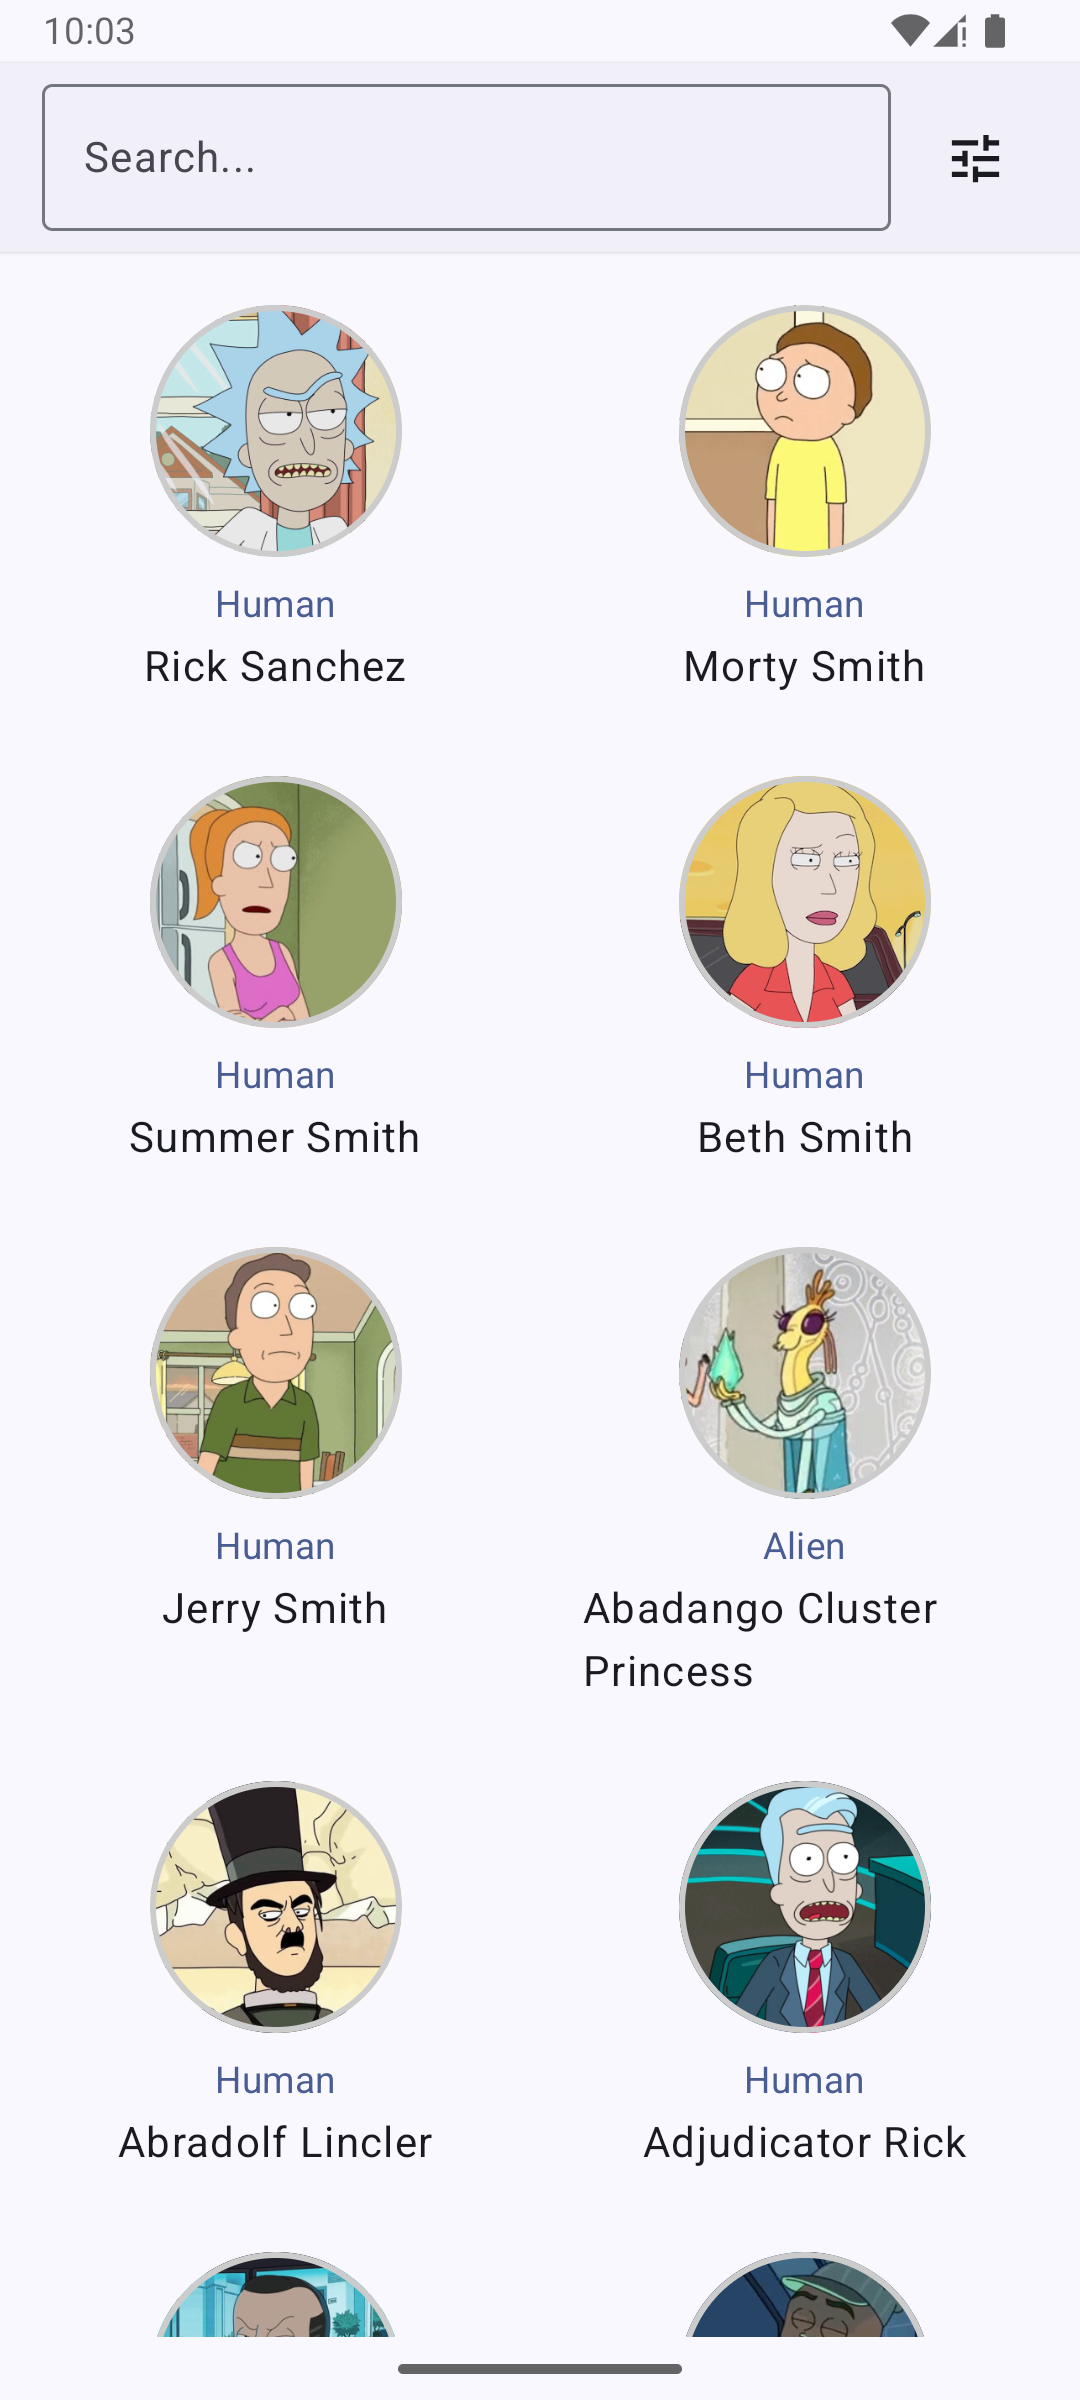 10:03
Search...
Human
Rick Sanchez
Human
Morty Smith
Human
Summer Smith
Human
Beth Smith
Human
Jerry Smith
Alien
Abadango Cluster
Princess
Human
Abradolf Lincler
Human
Adjudicator Rick